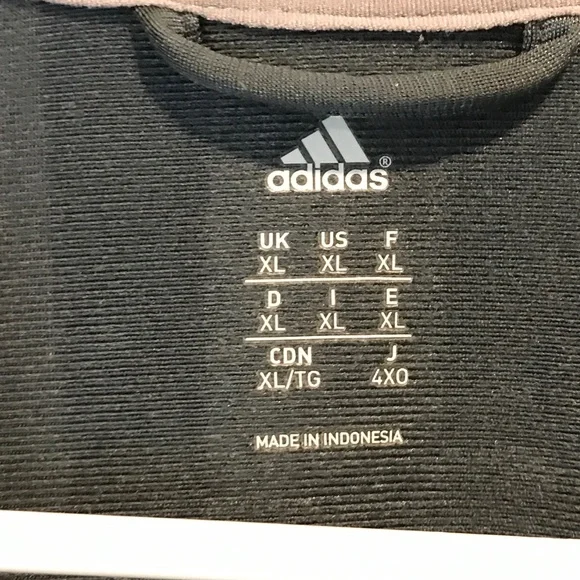 adidas®
UK US F
XL XL XL
D I E
XL XL XL
CDN J
XL/TG 4XO
MADE IN INDONESIA